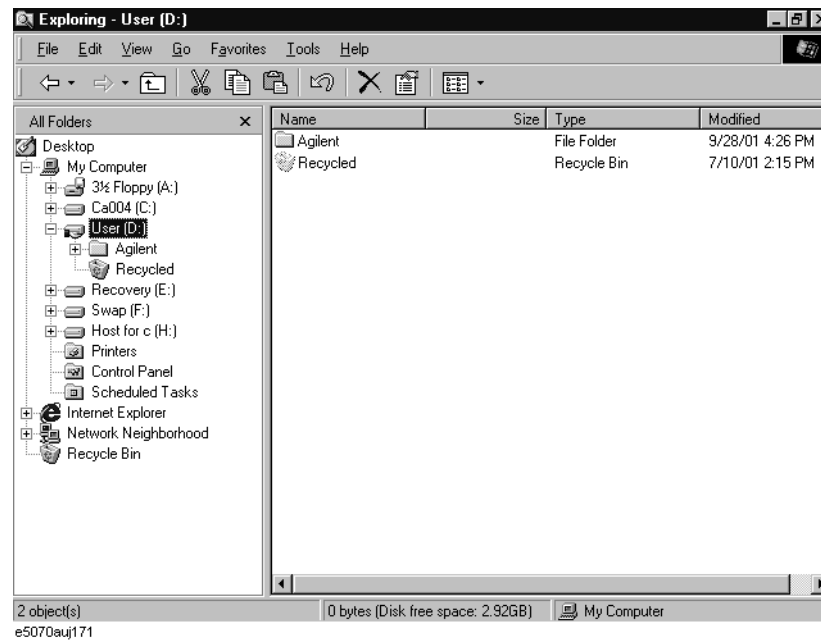 Exploring - User (D:)
File Edit View Go Favorites Tools Help
All Folders
Name Size Type Modified
Desktop
Agilent File Folder 9/28/01 4:26 PM
My Computer
Recycled Recycle Bin 7/10/01 2:15 PM
3½ Floppy (A:)
Ca004 (C:)
User (D:)
Agilent
Recycled
Recovery (E:)
Swap (F:)
Host for c (H:)
Printers
Control Panel
Scheduled Tasks
Internet Explorer
Network Neighborhood
Recycle Bin
2 object(s) 0 bytes (Disk free space: 2.92GB) My Computer
e5070auj171